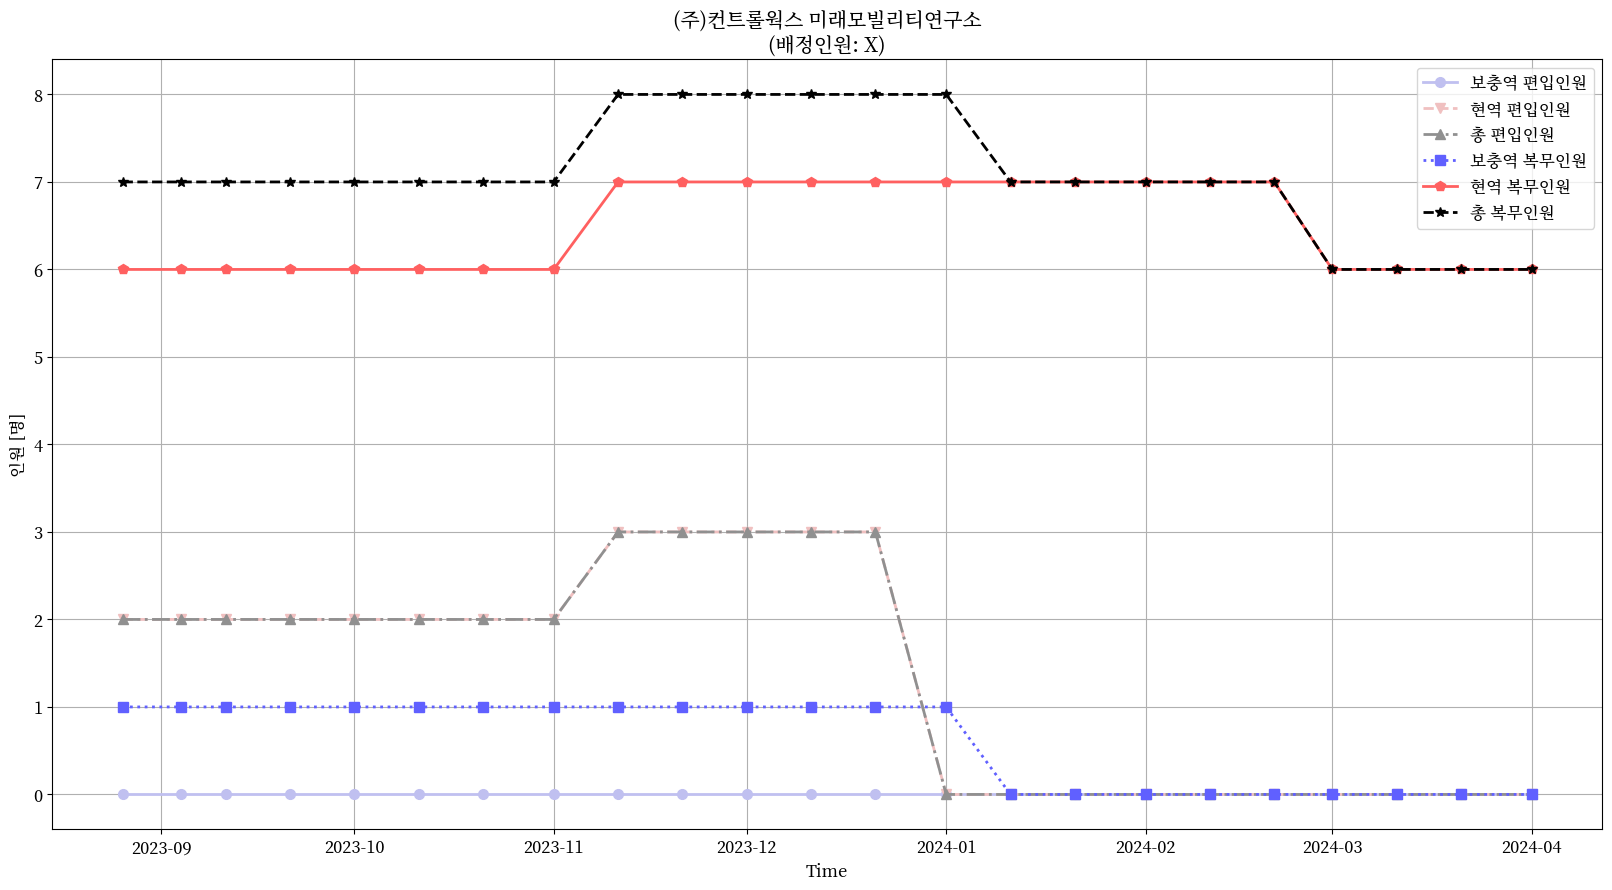 (주)컨트롤웍스 미래모빌리티연구소
(배정인원: X)
보충역 편입인원
현역 편입인원
총 편입인원
보충역 복무인원
현역 복무인원
총 복무인원
8
7
6
5
4
3
2
1
0
인원 [명]
2023-09
2023-10
2023-11
2023-12
2024-01
2024-02
2024-03
2024-04
Time